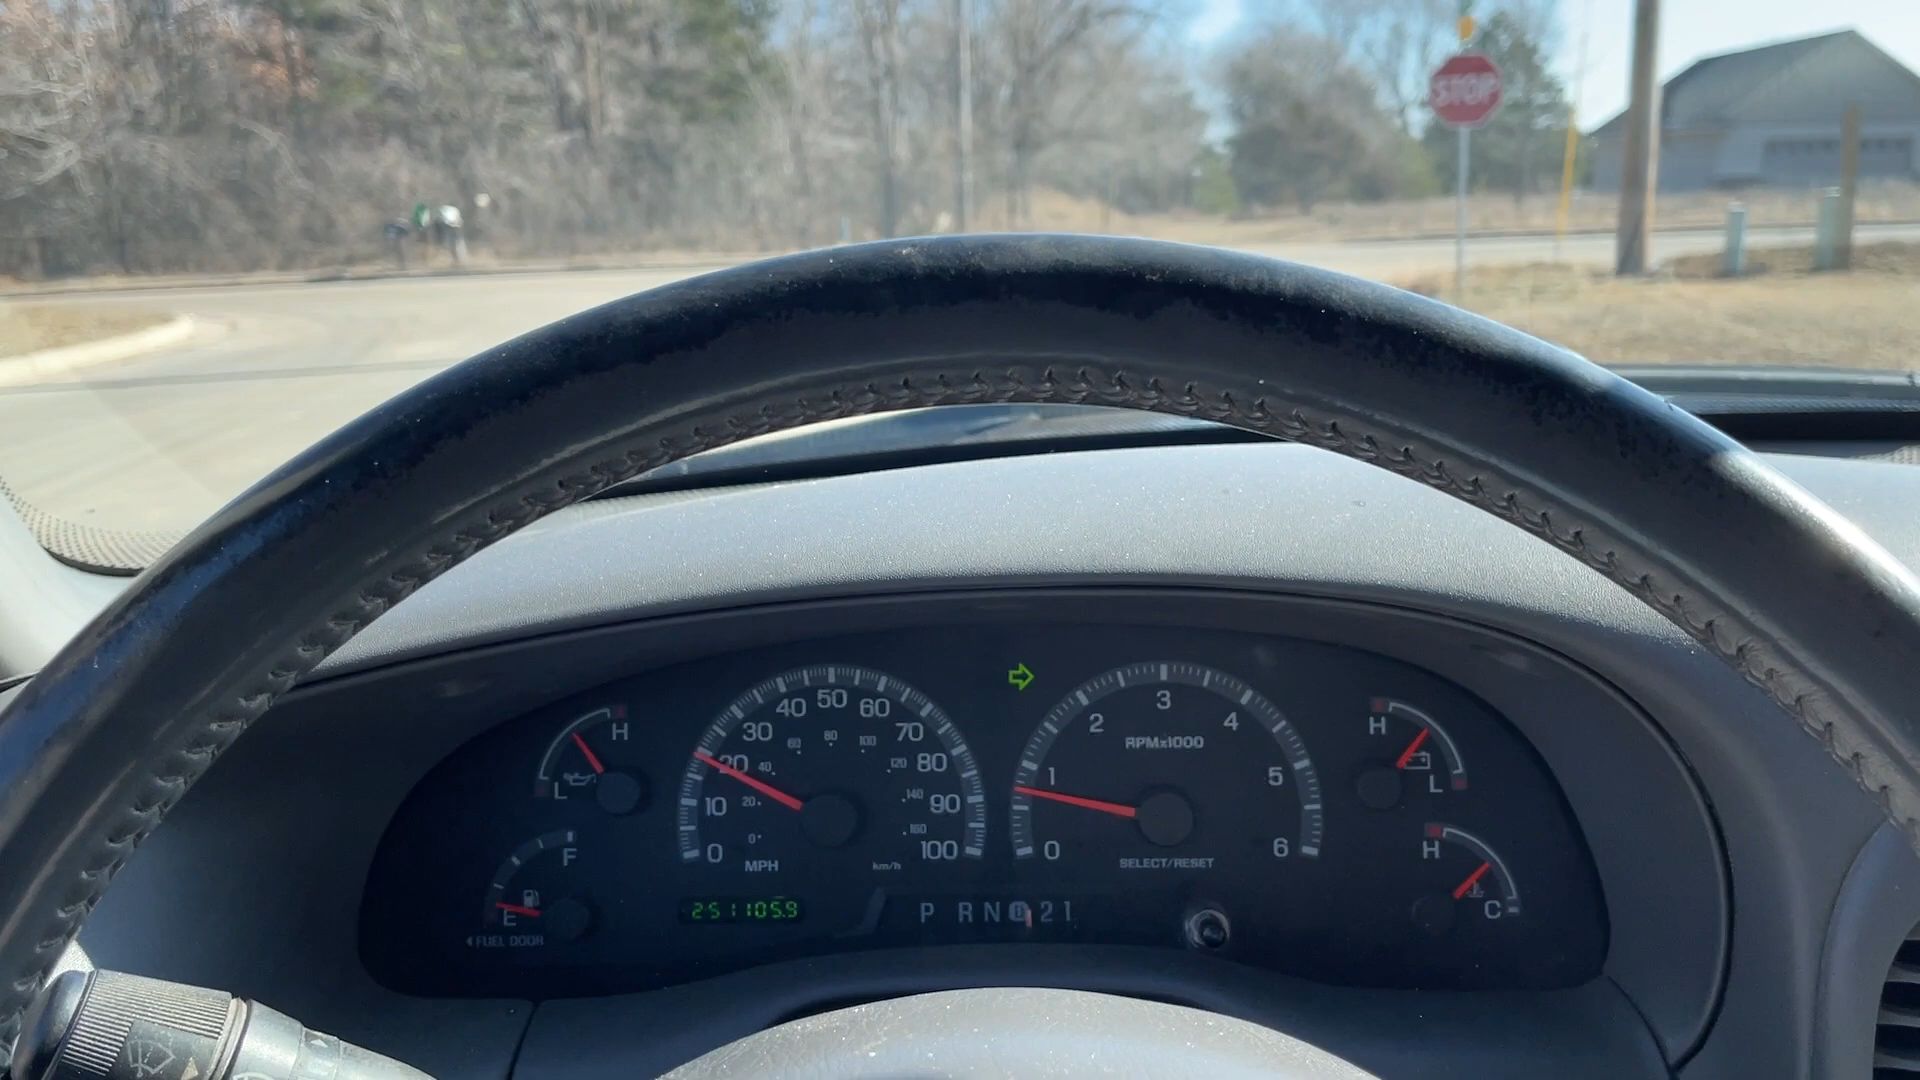 STOP
H
L
F
E
FUEL DOOR
0 10 20 30 40 50 60 70 80 90 100
0 20 40 60 80 100 120 140 160
MPH km/h
251105.9
0 1 2 3 4 5 6
RPMx1000
SELECT/RESET
P R N D 2 1
H
L
H
C